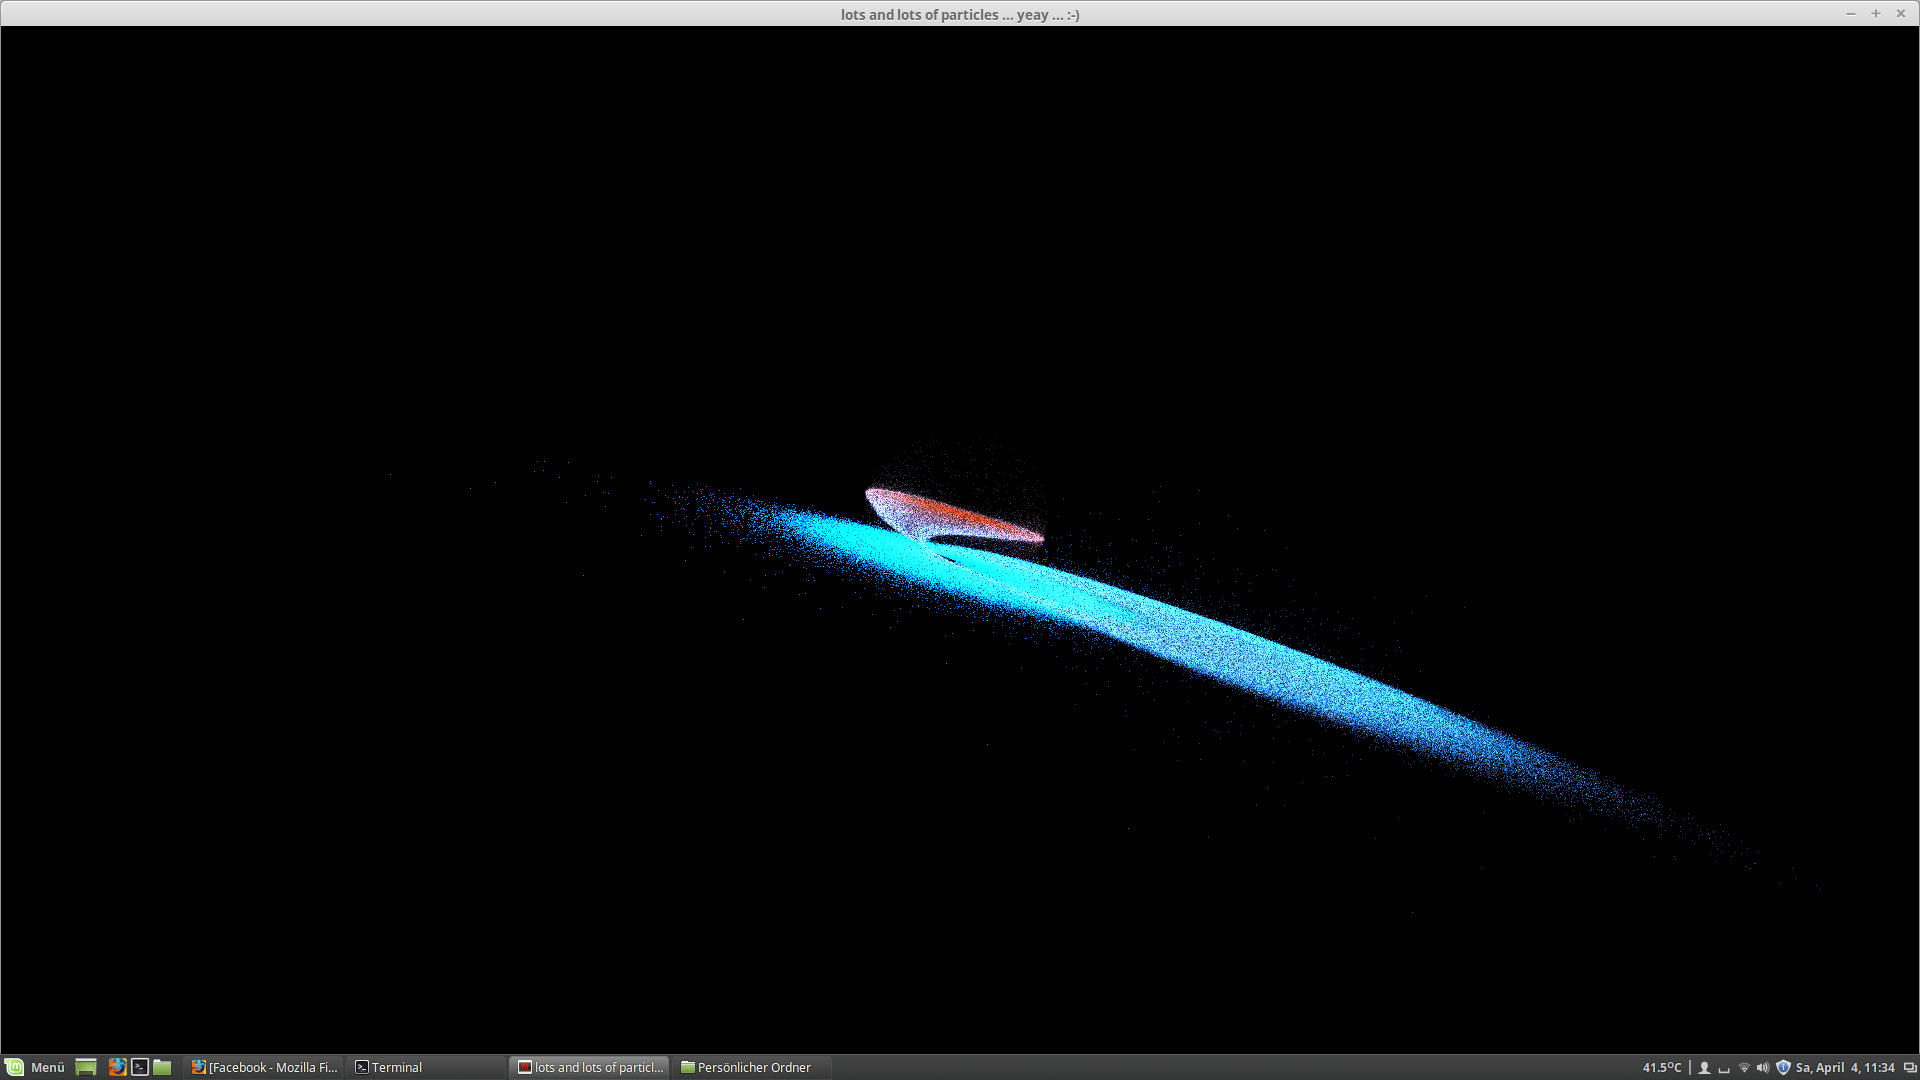 lots and lots of particles ... yeay ... :-)
Menü
[Facebook - Mozilla Fi...
Terminal
lots and lots of particl...
Persönlicher Ordner
41.5ºC
Sa, April 4, 11:34